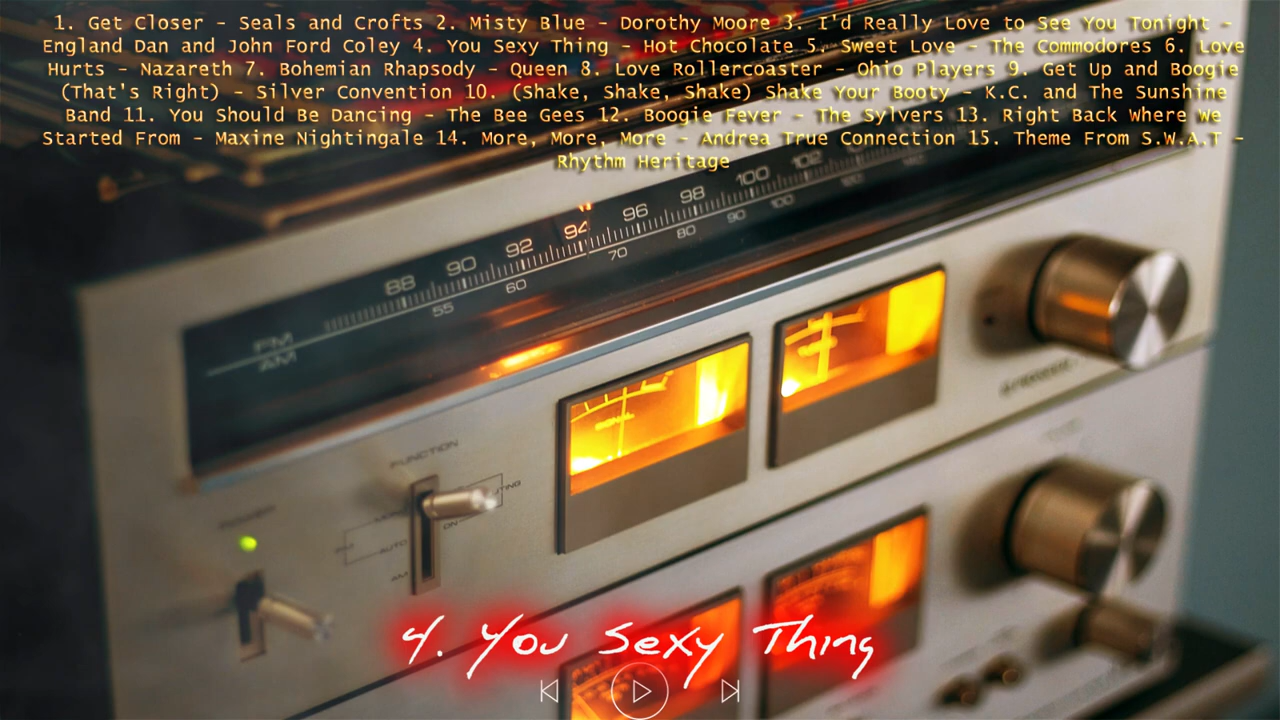 1. Get Closer - Seals and Crofts 2. Misty Blue - Dorothy Moore 3. I'd Really Love to See You Tonight -
England Dan and John Ford Coley 4. You Sexy Thing - Hot Chocolate 5. Sweet Love - The Commodores 6. Love
Hurts - Nazareth 7. Bohemian Rhapsody - Queen 8. Love Rollercoaster - Ohio Players 9. Get Up and Boogie
(That's Right) - Silver Convention 10. (Shake, Shake, Shake) Shake Your Booty - K.C. and The Sunshine
Band 11. You Should Be Dancing - The Bee Gees 12. Boogie Fever - The Sylvers 13. Right Back Where We
Started From - Maxine Nightingale 14. More, More, More - Andrea True Connection 15. Theme From S.W.A.T -
Rhythm Heritage
88 90 92 94 96 98 100 102
55 60 70 80 90 100
FM
AM
FUNCTION
ON
AUTO
AM
4. You Sexy Thing